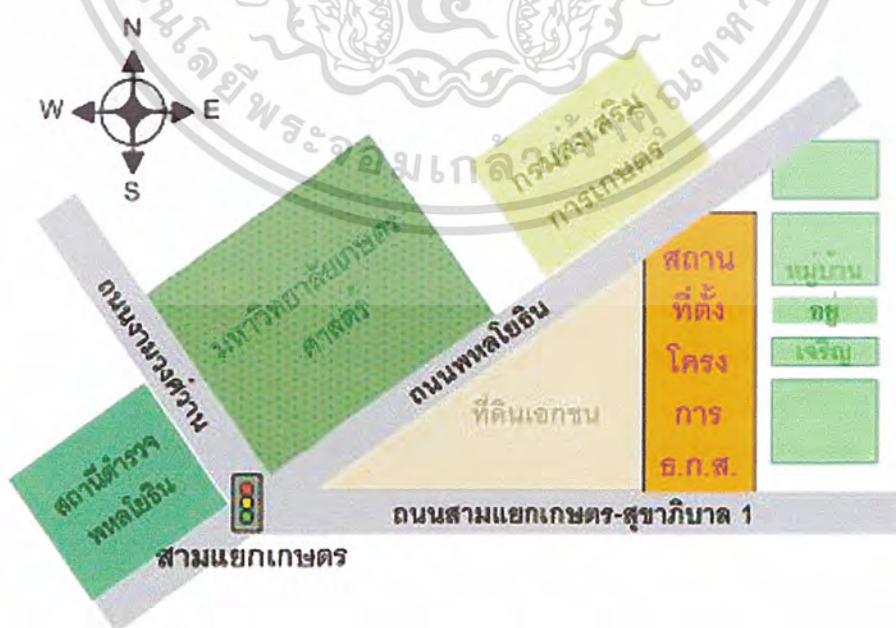 N
W E
S
กรมส่งเสริม
การเกษตร
มหาวิทยาลัยเกษตร
ศาสตร์
ถนนงามวงศ์วาน
ถนนพหลโยธิน
สถาน
ที่ตั้ง
โครง
การ
ธ.ก.ส.
หมู่บ้าน
อยู่
เจริญ
ที่ดินเอกชน
สถานีตำรวจ
พหลโยธิน
ถนนสามแยกเกษตร-สุขาภิบาล 1
สามแยกเกษตร